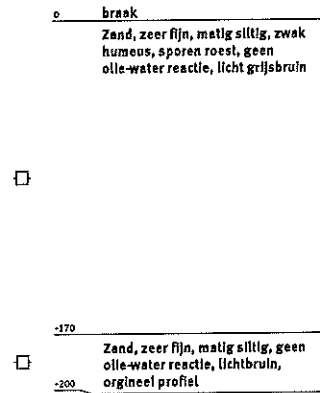 0 braak
Zand, zeer fijn, matig siltig, zwak
humeus, sporen roest, geen
olie-water reactie, licht grijsbruin
-170
Zand, zeer fijn, matig siltig, geen
olie-water reactie, lichtbruin,
orgineel profiel
-200